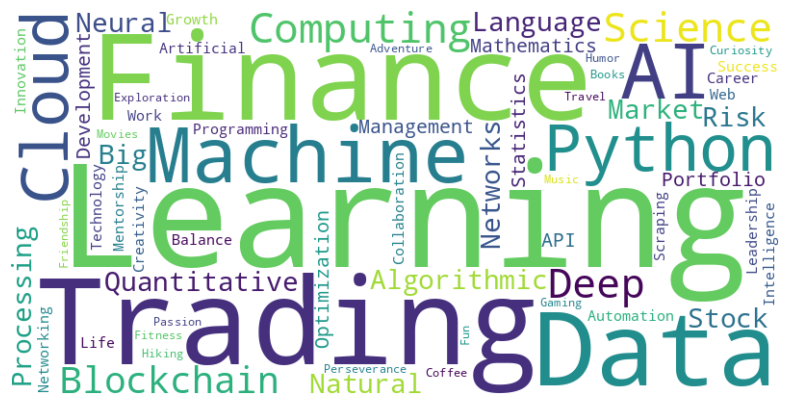 Cloud
Innovation
Neural
Growth
Artificial
Development
Exploration
Work
Movies
Finance
Computing
Adventure
Language
Mathematics
Science
AI
Curiosity
Success
Career
Web
Humor
Books
Travel
Market
Risk
Big
Machine
Programming
Management
Networks
Statistics
Python
Portfolio
Friendship
Technology
Mentorship
Creativity
Learning
Balance
Collaboration
Music
API
Scraping
Leadership
Intelligence
Processing
Networking
Quantitative
Optimization
Algorithmic
Deep
Trading
Life
Passion
Fitness
Hiking
Fun
Gaming
Data
Automation
Stock
Blockchain
Natural
Perseverance
Coffee